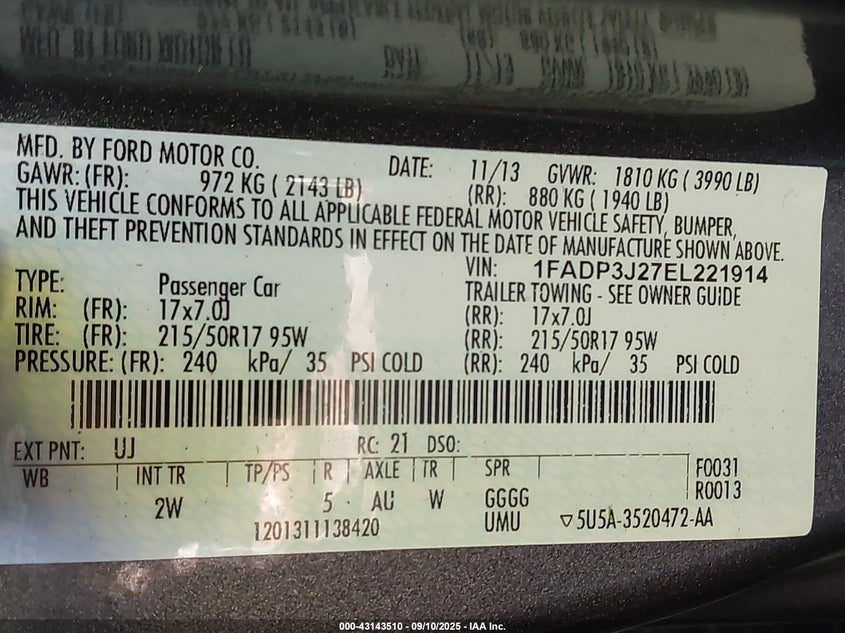 MFD. BY FORD MOTOR CO. DATE: 11/13 GVWR: 1810 KG ( 3990 LB)
GAWR: (FR): 972 KG ( 2143 LB) (RR): 880 KG ( 1940 LB)
THIS VEHICLE CONFORMS TO ALL APPLICABLE FEDERAL MOTOR VEHICLE SAFETY, BUMPER,
AND THEFT PREVENTION STANDARDS IN EFFECT ON THE DATE OF MANUFACTURE SHOWN ABOVE.
VIN: 1FADP3J27EL221914
TYPE: Passenger Car TRAILER TOWING - SEE OWNER GUIDE
RIM: (FR): 17x7.0J (RR): 17x7.0J
TIRE: (FR): 215/50R17 95W (RR): 215/50R17 95W
PRESSURE: (FR): 240 kPa/ 35 PSI COLD (RR): 240 kPa/ 35 PSI COLD
EXT PNT: UJ RC: 21 DSO:
WB INT TR TP/PS R AXLE TR SPR F0031
2W 5 AU W GGGG R0013
1201311138420 UMU ▽5U5A-3520472-AA
000-43143510 - 09/10/2025 - IAA Inc.